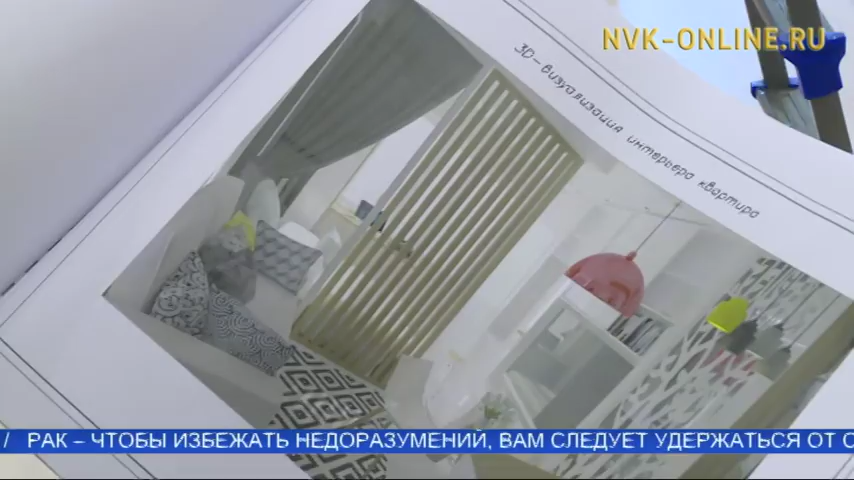 NVK-ONLINE.RU
3D - визуализация интерьера квартира
/ РАК – ЧТОБЫ ИЗБЕЖАТЬ НЕДОРАЗУМЕНИЙ, ВАМ СЛЕДУЕТ УДЕРЖАТЬСЯ ОТ С